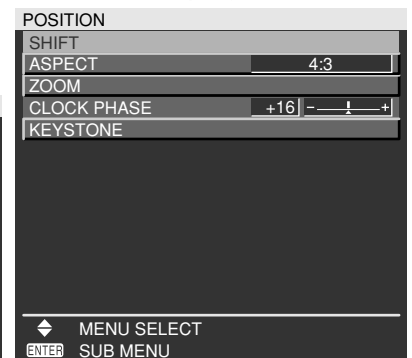 POSITION
SHIFT
ASPECT 4:3
ZOOM
CLOCK PHASE +16 - +
KEYSTONE
MENU SELECT
ENTER SUB MENU